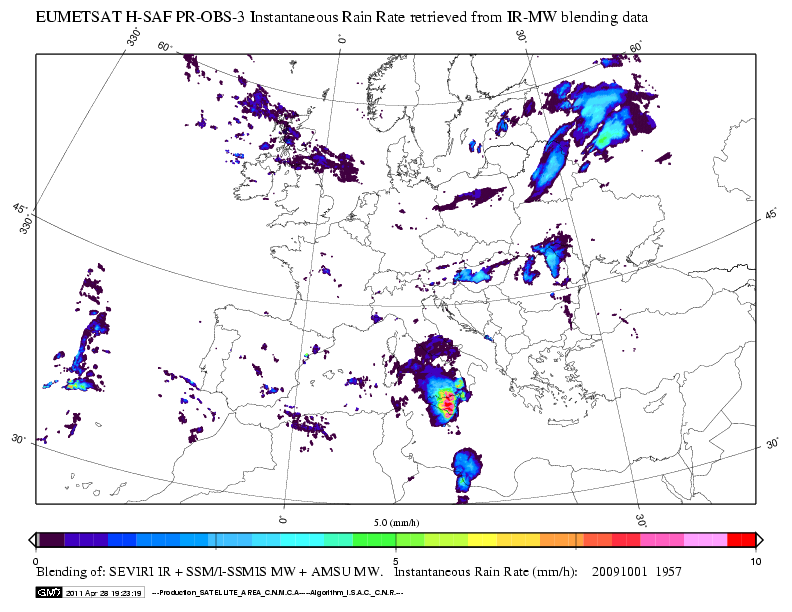 EUMETSAT H-SAF PR-OBS-3 Instantaneous Rain Rate retrieved from IR-MW blending data
330° 60° 0° 30° 60°
45°
330°
45°
30°
30°
0° 30°
5.0 (mm/h)
0 5 10
Blending of: SEVIRI IR + SSM/I-SSMIS MW + AMSU MW. Instantaneous Rain Rate (mm/h): 20091001 1957
GMD 2011 Apr 28 19:23:19 ---Production_SATELLITE_AREA_C.N.M.C.A----Algorithm_I.S.A.C._C.N.R.---